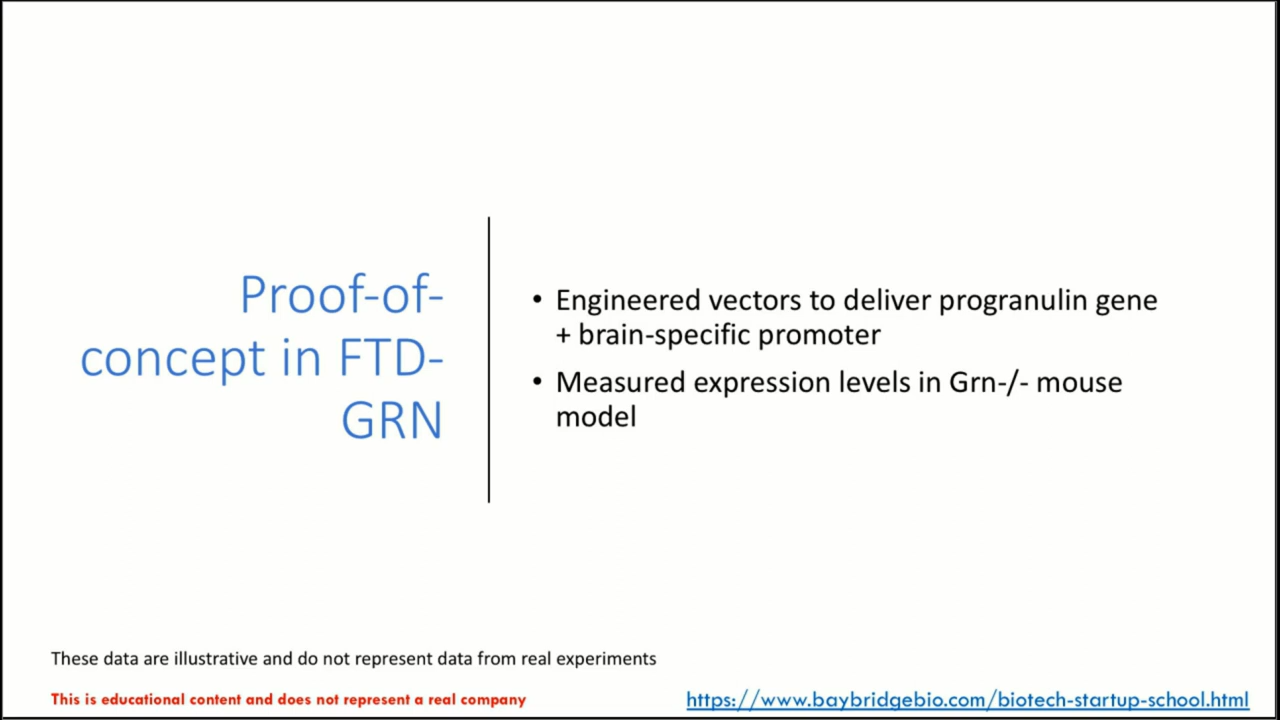 Proof-of-
concept in FTD-
GRN
• Engineered vectors to deliver progranulin gene
+ brain-specific promoter
• Measured expression levels in Grn-/- mouse
model
These data are illustrative and do not represent data from real experiments
This is educational content and does not represent a real company
https://www.baybridgebio.com/biotech-startup-school.html